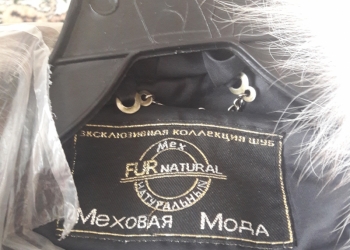 ЭКСКЛЮЗИВНАЯ КОЛЛЕКЦИЯ ШУБ
Мех
FUR NATURAL
НАТУРАЛЬНЫЙ
Меховая Мода